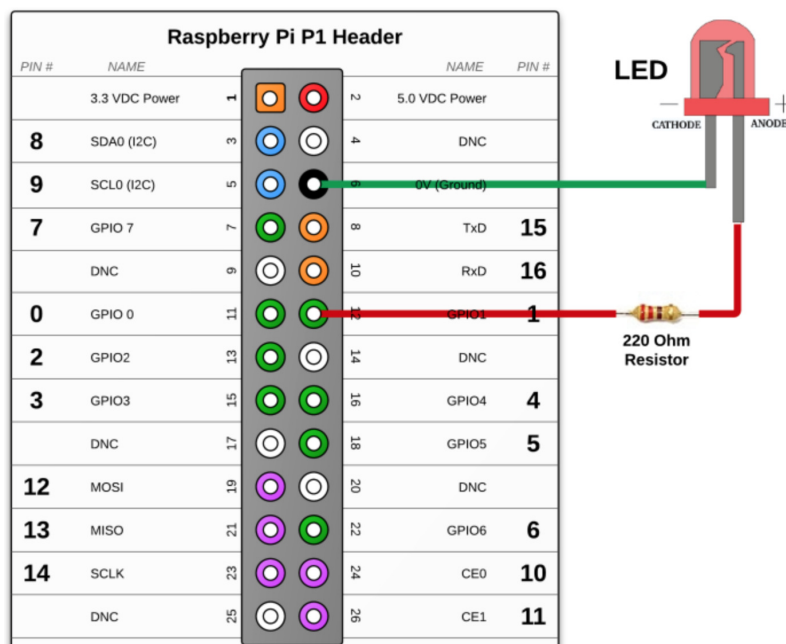 Raspberry Pi P1 Header
PIN # NAME NAME PIN #
3.3 VDC Power 1 2 5.0 VDC Power
8 SDA0 (I2C) 3 4 DNC
9 SCL0 (I2C) 5 6 0V (Ground)
7 GPIO 7 7 8 TxD 15
DNC 9 10 RxD 16
0 GPIO 0 11 12 GPIO1 1
2 GPIO2 13 14 DNC
3 GPIO3 15 16 GPIO4 4
DNC 17 18 GPIO5 5
12 MOSI 19 20 DNC
13 MISO 21 22 GPIO6 6
14 SCLK 23 24 CE0 10
DNC 25 26 CE1 11
LED
— +
CATHODE ANODE
220 Ohm
Resistor